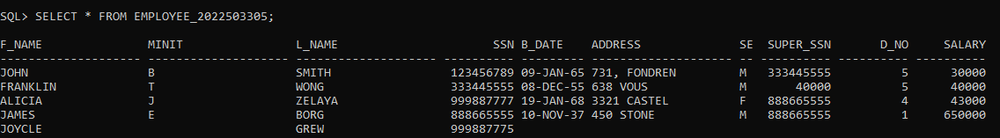 SQL> SELECT * FROM EMPLOYEE_2022503305;
F_NAME MINIT L_NAME SSN B_DATE ADDRESS SE SUPER_SSN D_NO SALARY
-------------------- -------------------- -------------------- ---------- --------- -------------------- -- ---------- ---------- ----------
JOHN B SMITH 123456789 09-JAN-65 731, FONDREN M 333445555 5 30000
FRANKLIN T WONG 333445555 08-DEC-55 638 VOUS M 40000 5 40000
ALICIA J ZELAYA 999887777 19-JAN-68 3321 CASTEL F 888665555 4 43000
JAMES E BORG 888665555 10-NOV-37 450 STONE M 888665555 1 650000
JOYCLE GREW 999887775